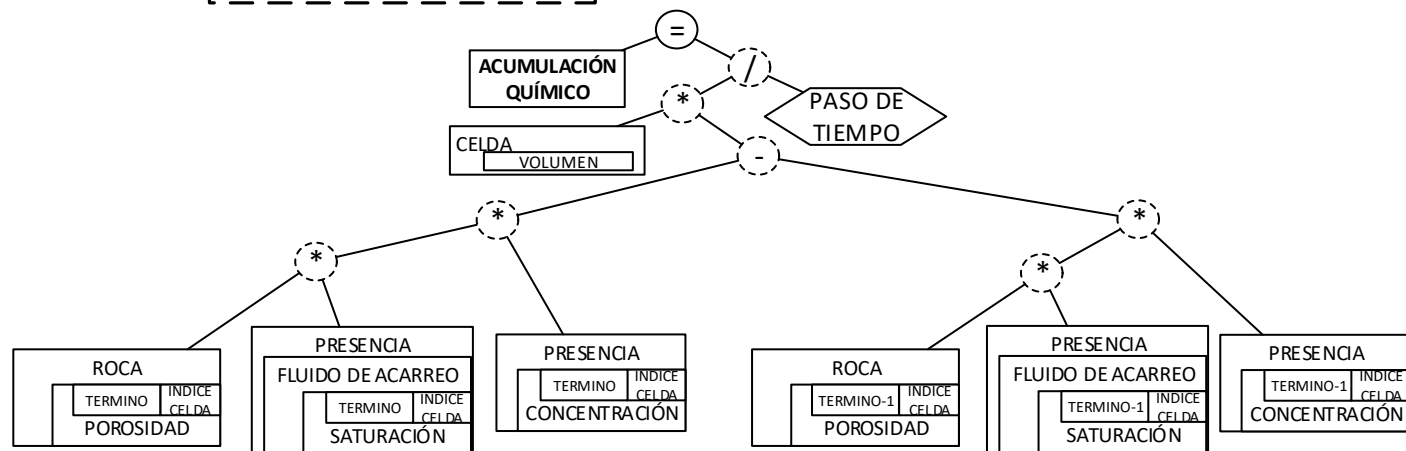 =
/
ACUMULACIÓN
QUÍMICO
*
PASO DE
TIEMPO
CELDA
VOLUMEN
-
*
*
*
*
ROCA
TERMINO
INDICE
CELDA
POROSIDAD
PRESENCIA
FLUIDO DE ACARREO
TERMINO
INDICE
CELDA
SATURACIÓN
PRESENCIA
TERMINO
INDICE
CELDA
CONCENTRACIÓN
ROCA
TERMINO-1
INDICE
CELDA
POROSIDAD
PRESENCIA
FLUIDO DE ACARREO
TERMINO-1
INDICE
CELDA
SATURACIÓN
PRESENCIA
TERMINO-1
INDICE
CELDA
CONCENTRACIÓN